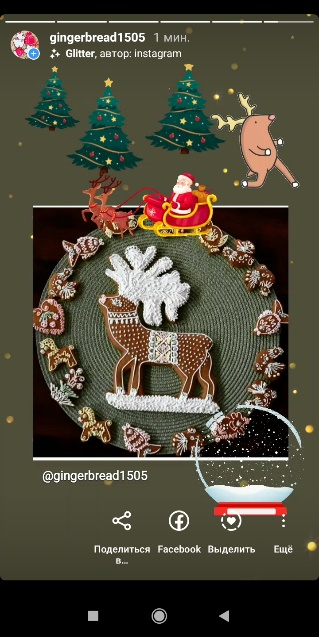 gingerbread1505 1 мин.
Glitter, автор: instagram
@gingerbread1505
Поделиться в...
Facebook
Выделить
Ещё